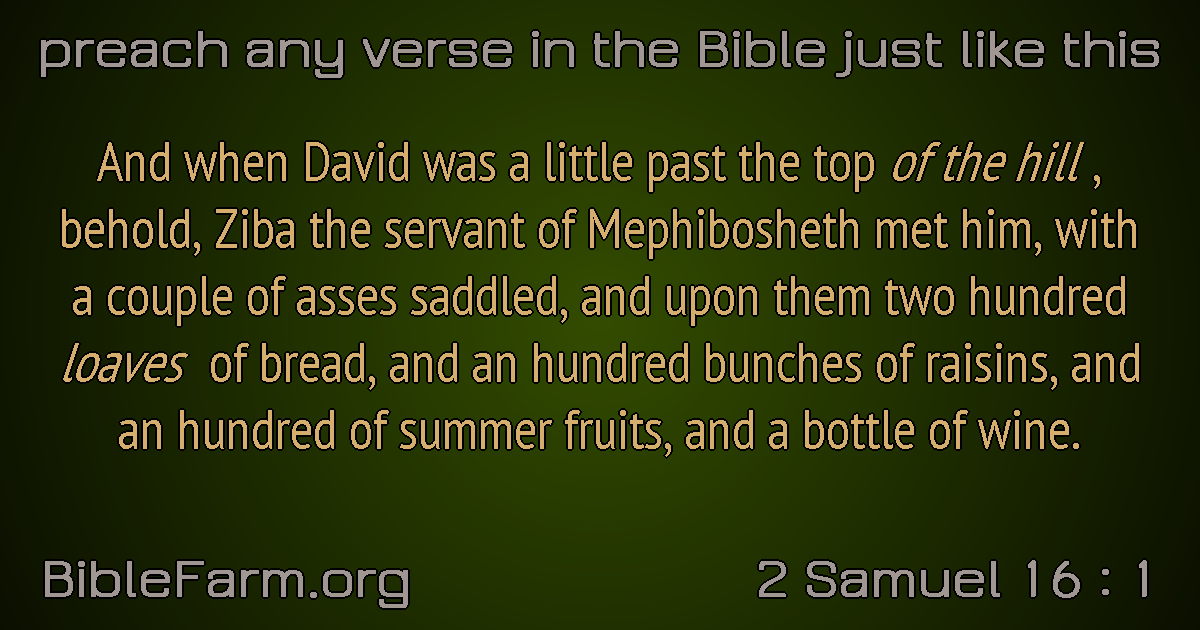 preach any verse in the Bible just like this
And when David was a little past the top of the hill ,
behold, Ziba the servant of Mephibosheth met him, with
a couple of asses saddled, and upon them two hundred
loaves of bread, and an hundred bunches of raisins, and
an hundred of summer fruits, and a bottle of wine.
BibleFarm.org
2 Samuel 16 : 1